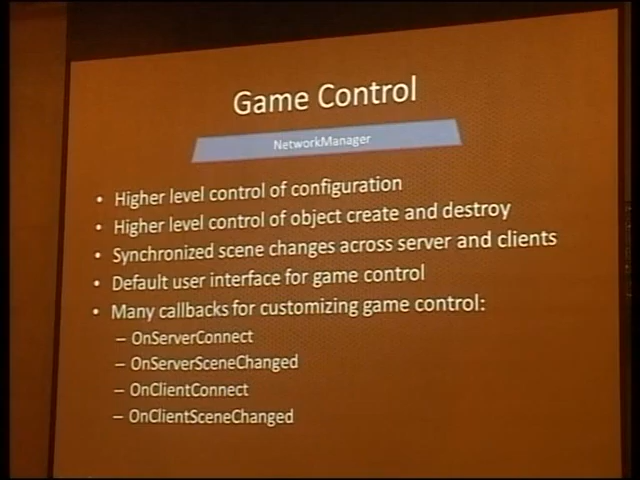 Game Control
NetworkManager
• Higher level control of configuration
• Higher level control of object create and destroy
• Synchronized scene changes across server and clients
• Default user interface for game control
• Many callbacks for customizing game control:
– OnServerConnect
– OnServerSceneChanged
– OnClientConnect
– OnClientSceneChanged